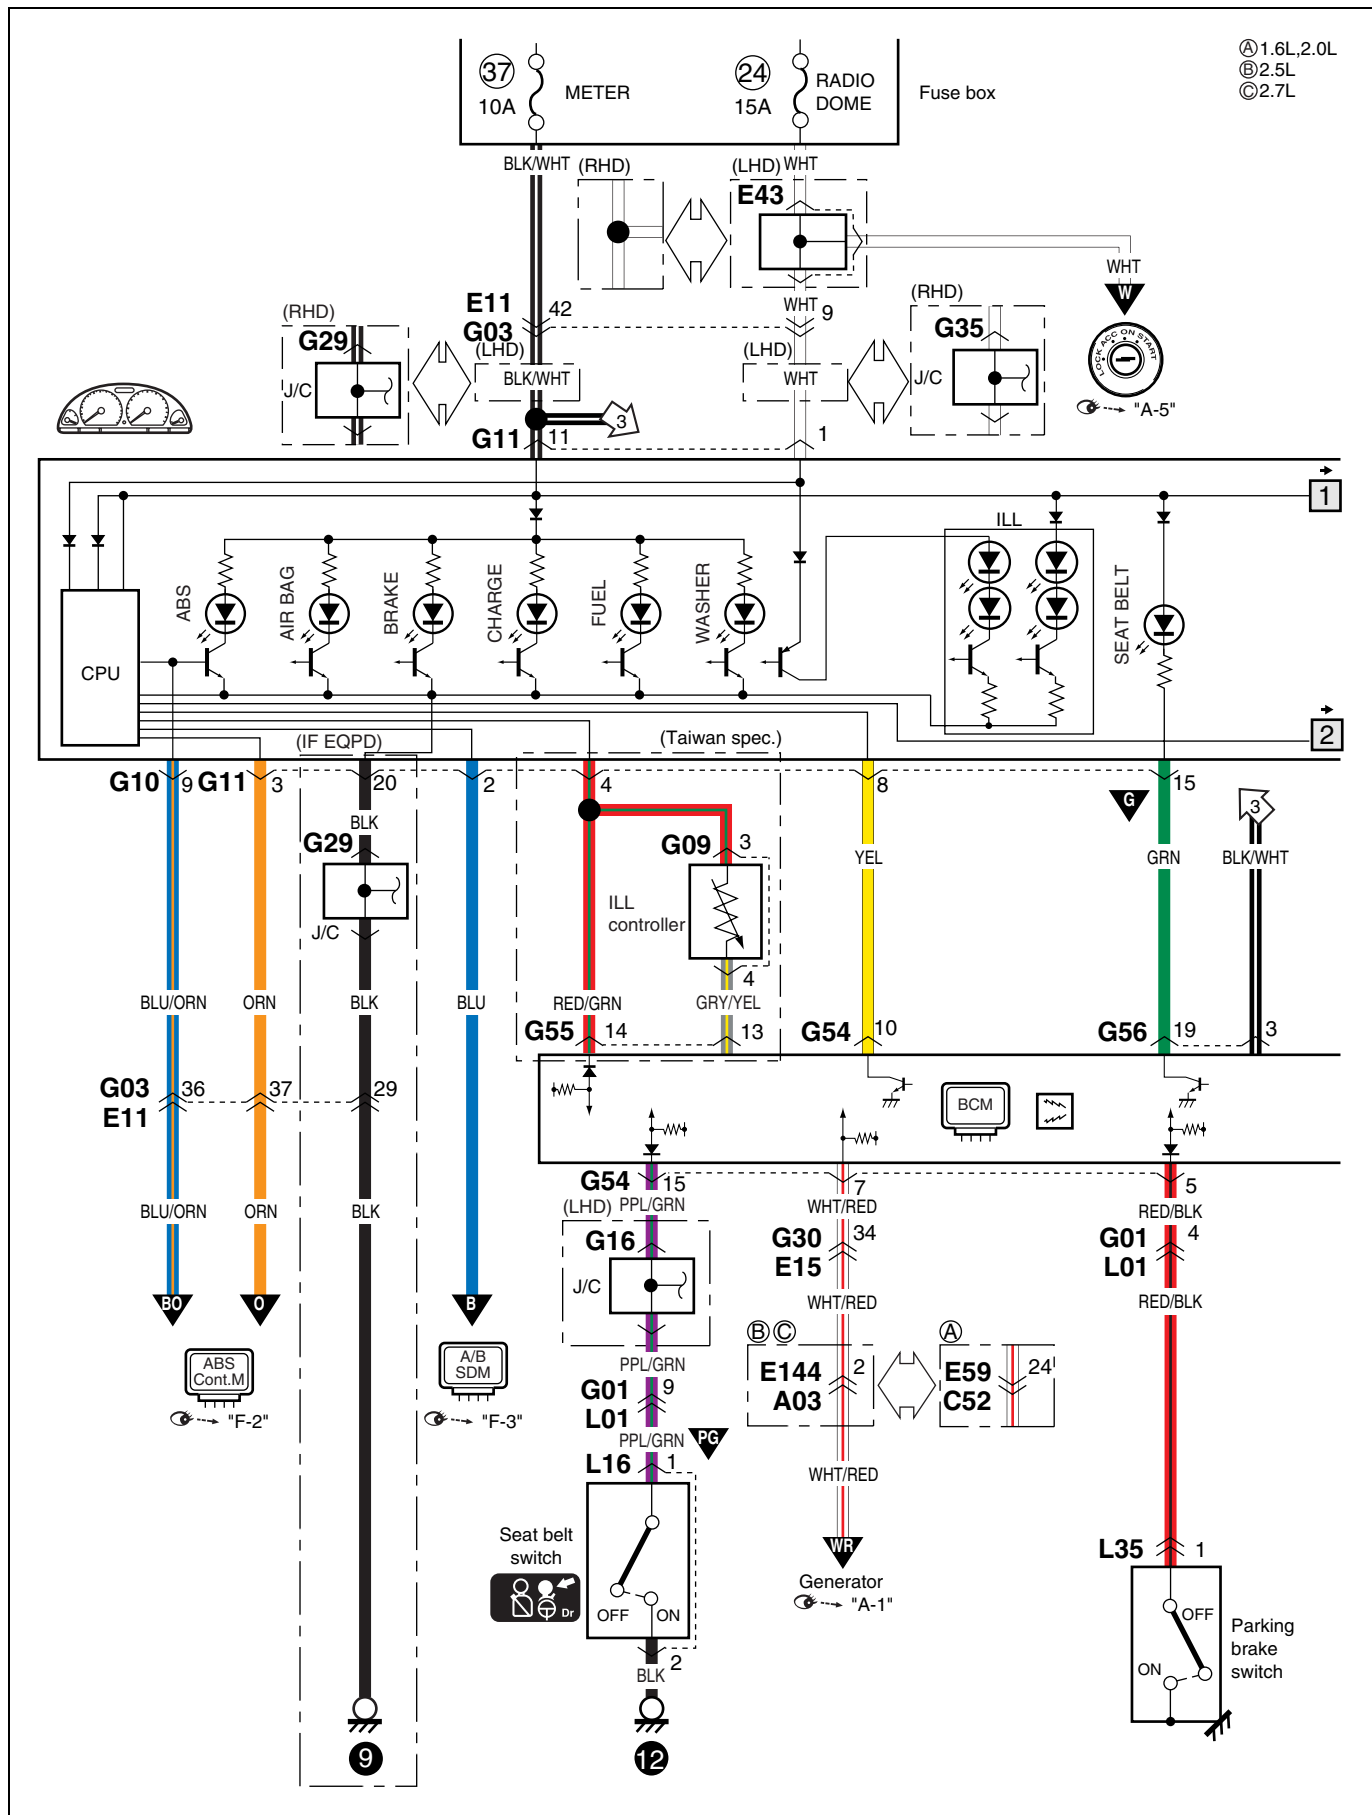 Ⓐ1.6L,2.0L
Ⓑ2.5L
Ⓒ2.7L
37
10A
METER
24
15A
RADIO
DOME
Fuse box
BLK/WHT
(RHD)
(LHD)
WHT
E43
WHT
W
(RHD)
G29
J/C
E11
G03
42
WHT
9
(LHD)
BLK/WHT
(LHD)
WHT
(RHD)
G35
J/C
LOCK ACC ON START
"A-5"
3
G11
11
1
1
ABS
AIR BAG
BRAKE
CHARGE
FUEL
WASHER
ILL
SEAT BELT
CPU
2
(IF EQPD)
(Taiwan spec.)
G10
9
G11
3
20
2
4
8
G
15
3
BLK
G29
J/C
G09
3
ILL
controller
4
YEL
GRN
BLK/WHT
BLU/ORN
ORN
BLK
BLU
RED/GRN
GRY/YEL
G55
14
13
G54
10
G56
19
3
G03
E11
36
37
29
BCM
G54
15
7
5
BLU/ORN
ORN
BLK
(LHD)
PPL/GRN
WHT/RED
RED/BLK
G16
J/C
G30
E15
34
G01
L01
4
BO
O
B
WHT/RED
RED/BLK
ABS
Cont.M
"F-2"
A/B
SDM
"F-3"
PPL/GRN
G01
L01
9
Ⓑ Ⓒ
E144
A03
2
Ⓐ
E59
C52
24
PPL/GRN
PG
L16
1
WHT/RED
Seat belt
switch
Dr
OFF
ON
WR
Generator
"A-1"
L35
1
OFF
ON
Parking
brake
switch
2
BLK
9
12